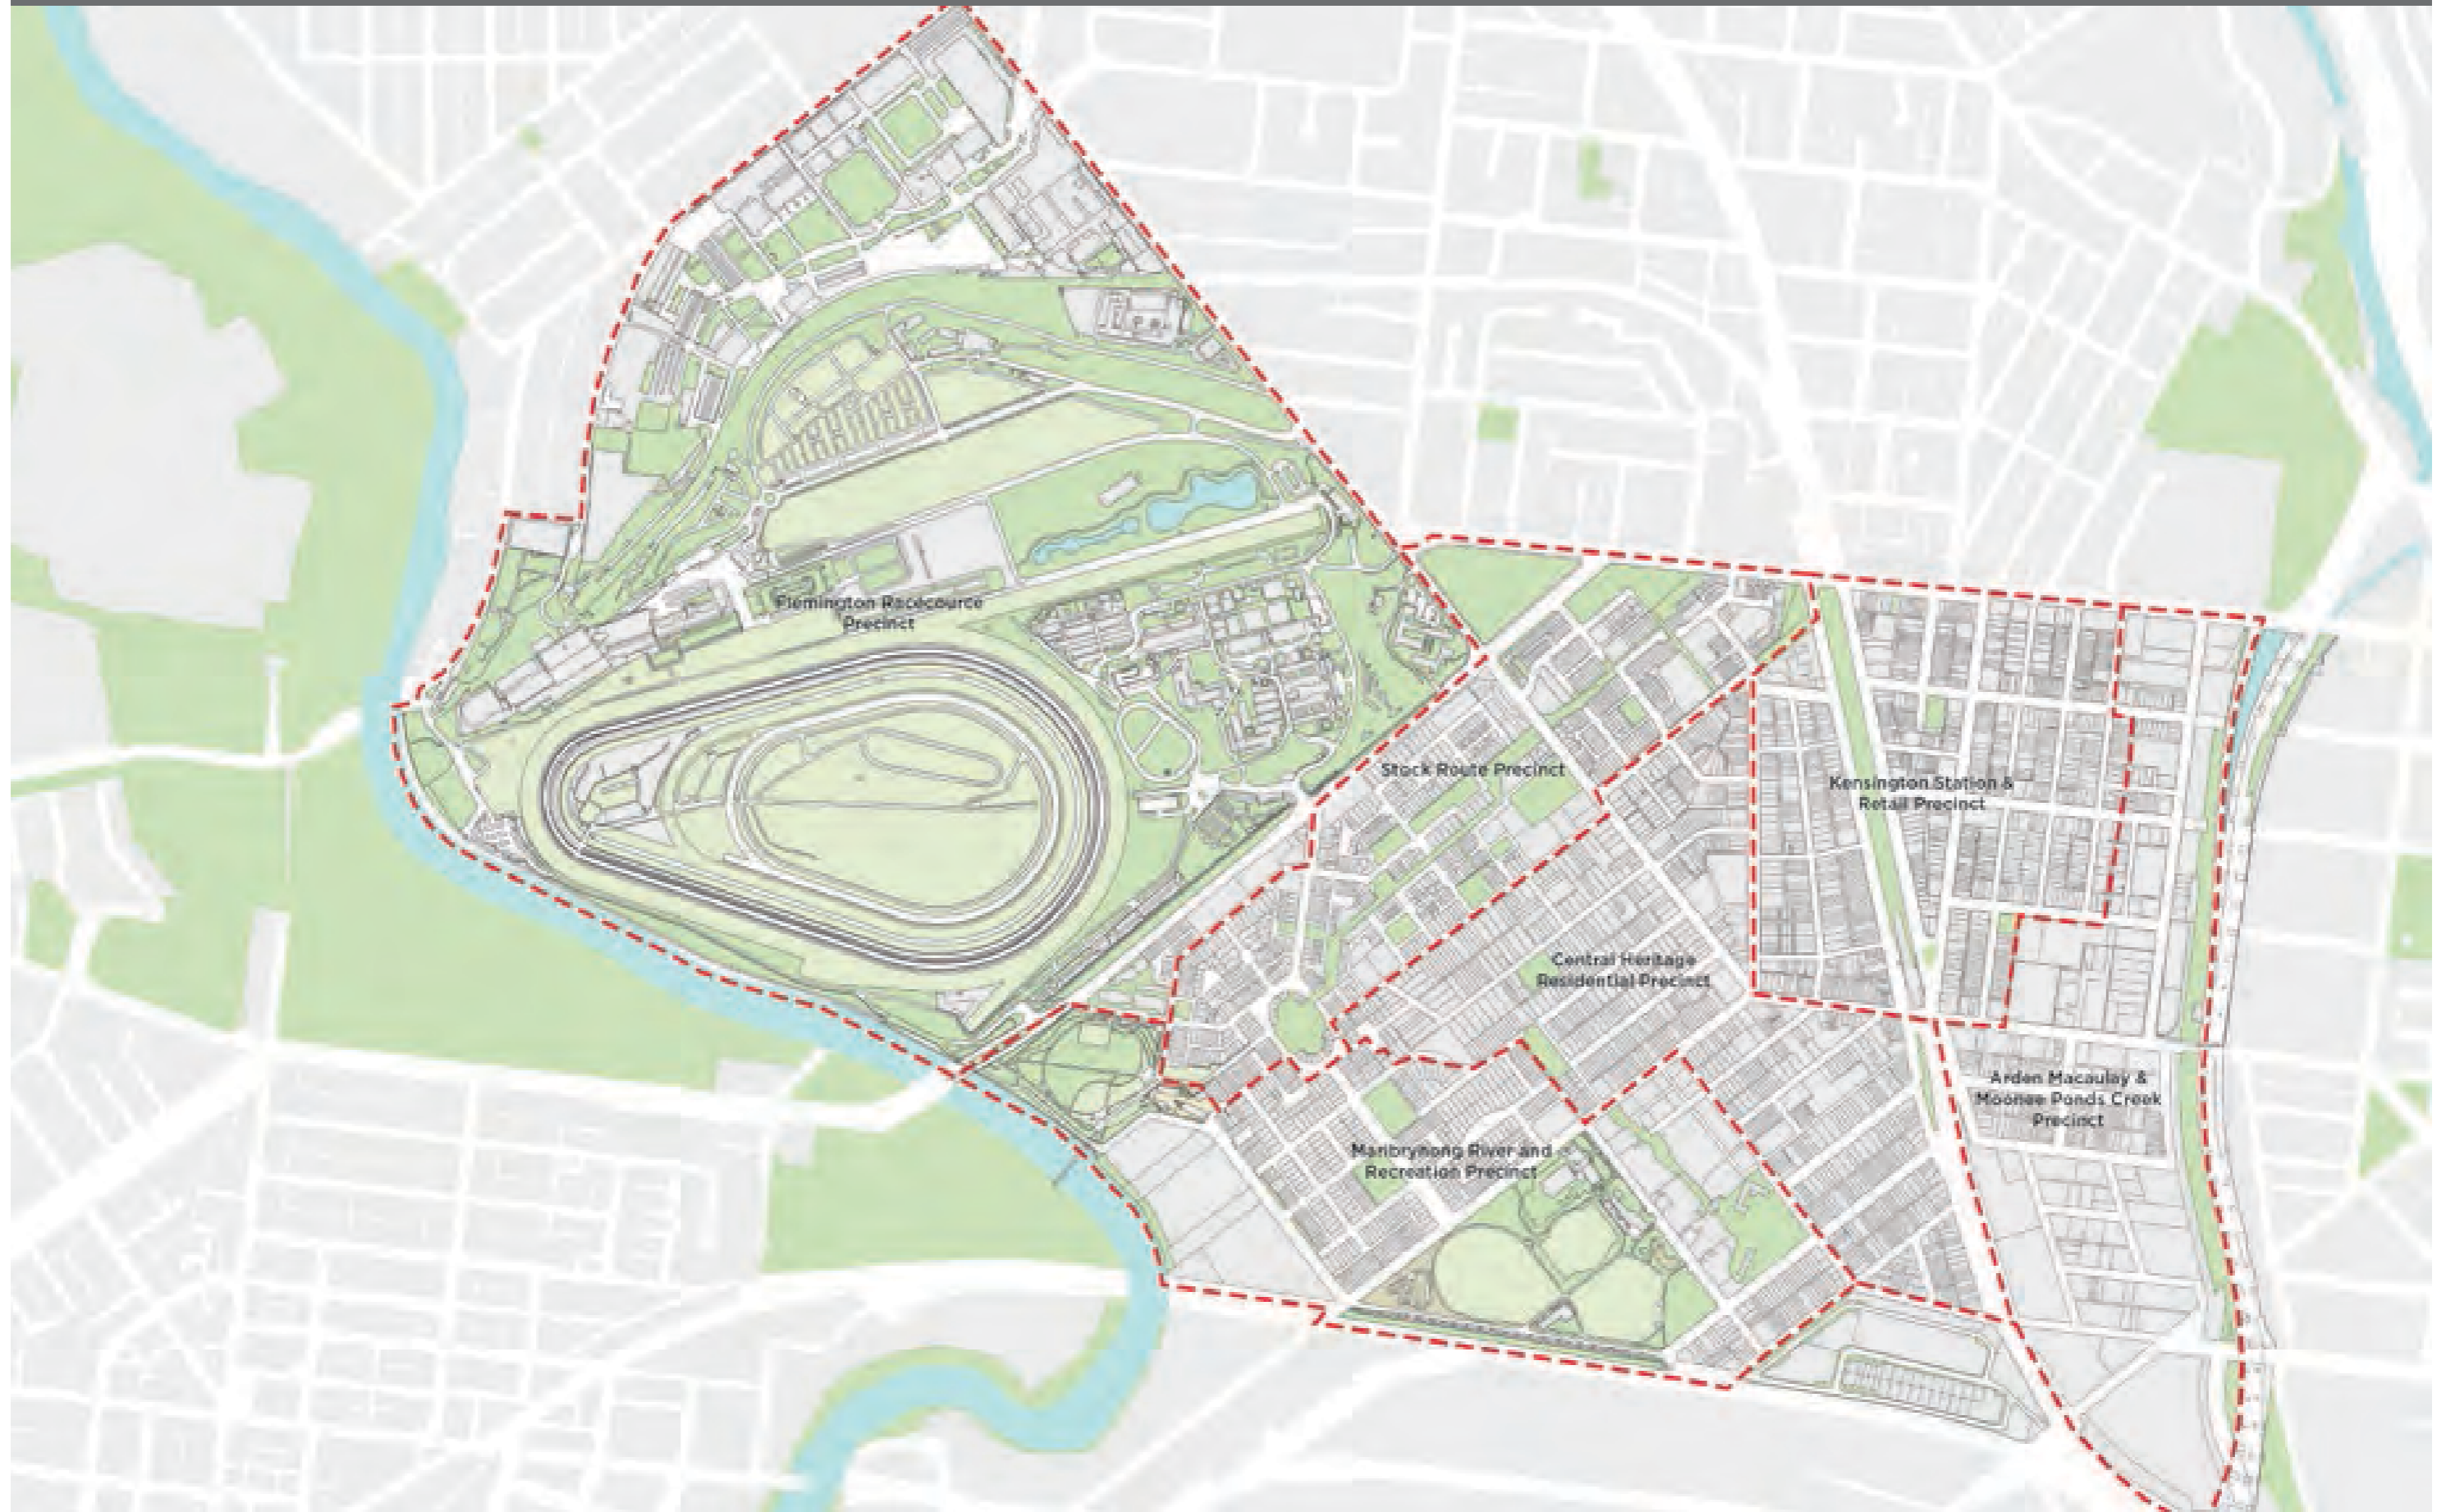 Flemington Racecource
Precinct
Stock Route Precinct
Kensington Station &
Retail Precinct
Central Heritage
Residential Precinct
Arden Macaulay &
Moonee Ponds Creek
Precinct
Maribrynong River and
Recreation Precinct